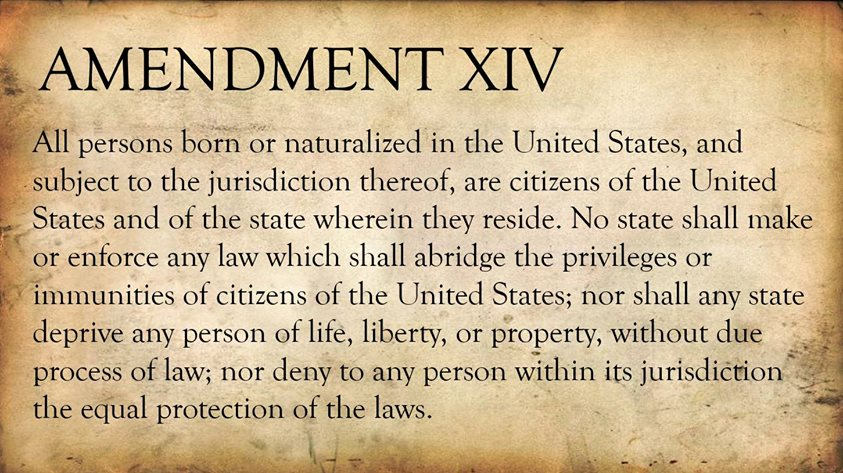 AMENDMENT XIV
All persons born or naturalized in the United States, and
subject to the jurisdiction thereof, are citizens of the United
States and of the state wherein they reside. No state shall make
or enforce any law which shall abridge the privileges or
immunities of citizens of the United States; nor shall any state
deprive any person of life, liberty, or property, without due
process of law; nor deny to any person within its jurisdiction
the equal protection of the laws.